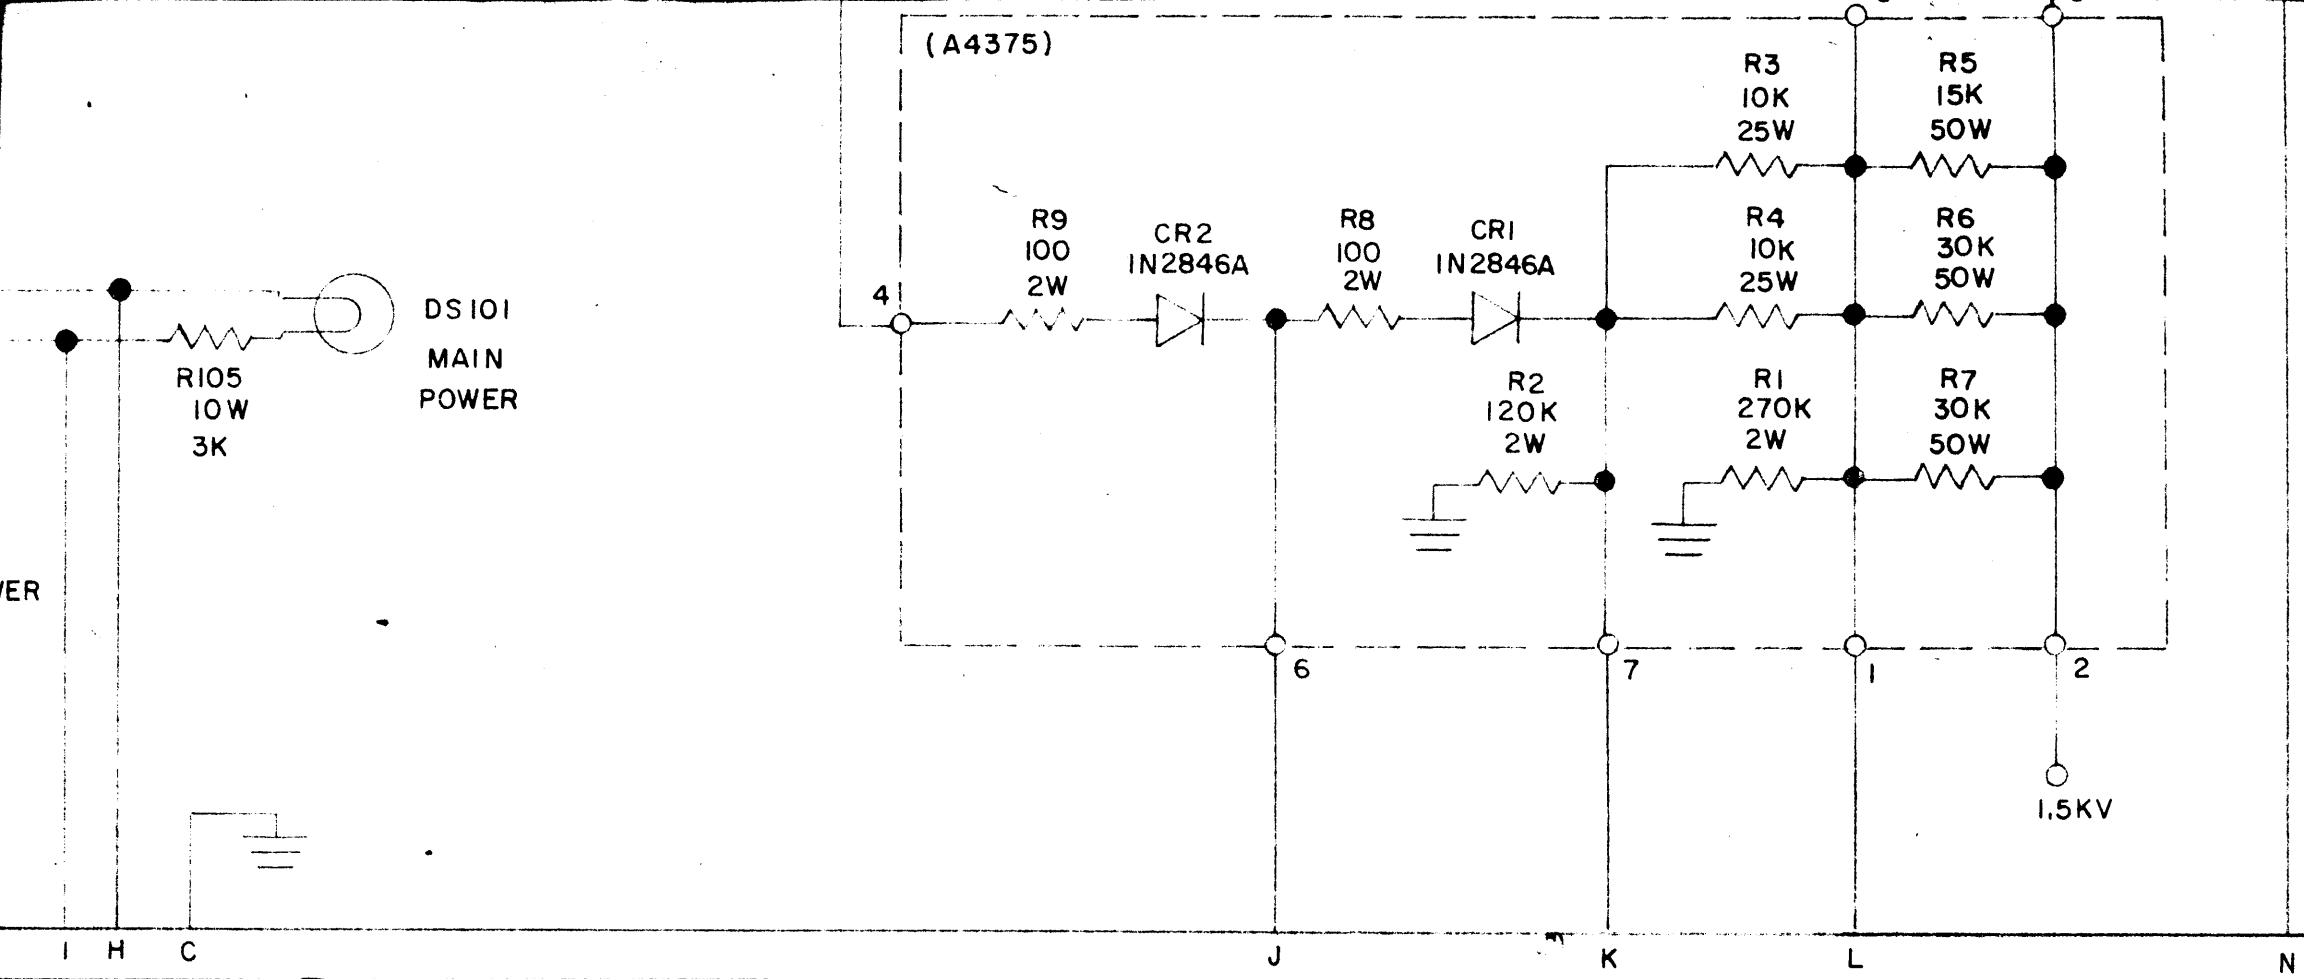 (A4375)
R3
10K
25W
R5
15K
50W
R9
100
2W
CR2
1N2846A
R8
100
2W
CR1
1N2846A
R4
10K
25W
R6
30K
50W
4
DS101
MAIN
POWER
R105
10W
3K
R2
120K
2W
R1
270K
2W
R7
30K
50W
6
7
1
2
1.5KV
I
H
C
J
K
L
N